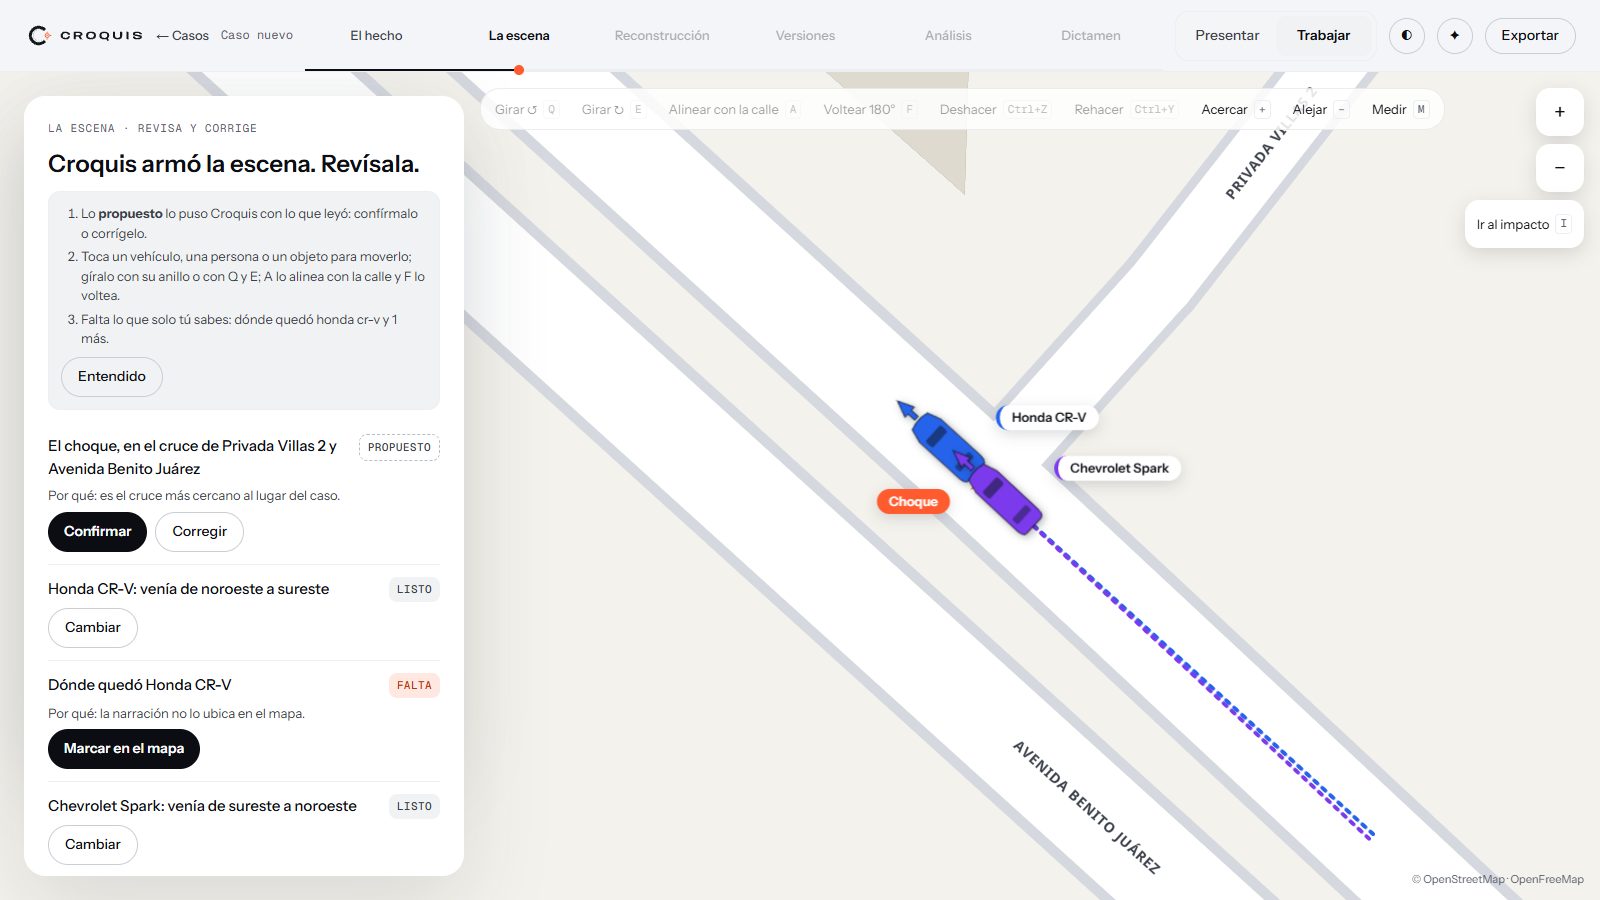 CROQUIS
← Casos
Caso nuevo
El hecho
La escena
Reconstrucción
Versiones
Análisis
Dictamen
Presentar
Trabajar
Exportar
Girar ↺ Q
Girar ↻ E
Alinear con la calle A
Voltear 180° F
Deshacer Ctrl+Z
Rehacer Ctrl+Y
Acercar +
Alejar −
Medir M
+
−
Ir al impacto I
LA ESCENA · REVISA Y CORRIGE
Croquis armó la escena. Revísala.
1. Lo propuesto lo puso Croquis con lo que leyó: confírmalo
o corrígelo.
2. Toca un vehículo, una persona o un objeto para moverlo;
gíralo con su anillo o con Q y E; A lo alinea con la calle y F lo
voltea.
3. Falta lo que solo tú sabes: dónde quedó honda cr-v y 1
más.
Entendido
El choque, en el cruce de Privada Villas 2 y
Avenida Benito Juárez
PROPUESTO
Por qué: es el cruce más cercano al lugar del caso.
Confirmar
Corregir
Honda CR-V: venía de noroeste a sureste
LISTO
Cambiar
Dónde quedó Honda CR-V
FALTA
Por qué: la narración no lo ubica en el mapa.
Marcar en el mapa
Chevrolet Spark: venía de sureste a noroeste
LISTO
Cambiar
PRIVADA VILLAS 2
Honda CR-V
Chevrolet Spark
Choque
AVENIDA BENITO JUÁREZ
© OpenStreetMap · OpenFreeMap